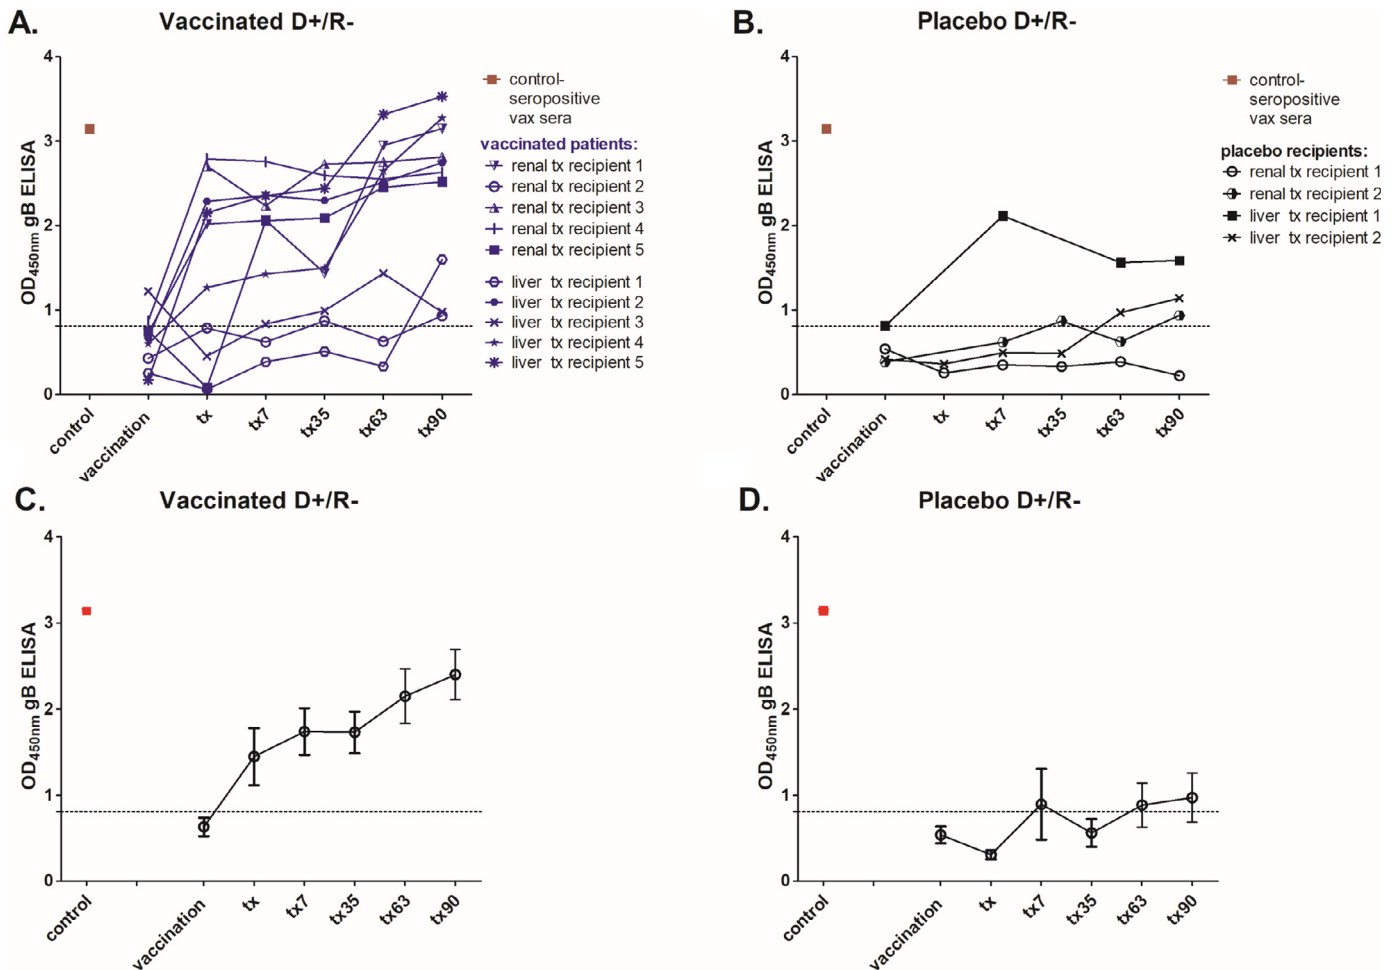 A.
Vaccinated D+/R-
4
3
2
1
0
OD450nm gB ELISA
control
vaccination
tx
tx7
tx35
tx63
tx90
control-
seropositive
vax sera
vaccinated patients:
renal tx recipient 1
renal tx recipient 2
renal tx recipient 3
renal tx recipient 4
renal tx recipient 5
liver tx recipient 1
liver tx recipient 2
liver tx recipient 3
liver tx recipient 4
liver tx recipient 5
B.
Placebo D+/R-
4
3
2
1
0
OD450nm gB ELISA
control
vaccination
tx
tx7
tx35
tx63
tx90
control-
seropositive
vax sera
placebo recipients:
renal tx recipient 1
renal tx recipient 2
liver tx recipient 1
liver tx recipient 2
C.
Vaccinated D+/R-
4
3
2
1
0
OD450nm gB ELISA
control
vaccination
tx
tx7
tx35
tx63
tx90
D.
Placebo D+/R-
4
3
2
1
0
OD450nm gB ELISA
control
vaccination
tx
tx7
tx35
tx63
tx90